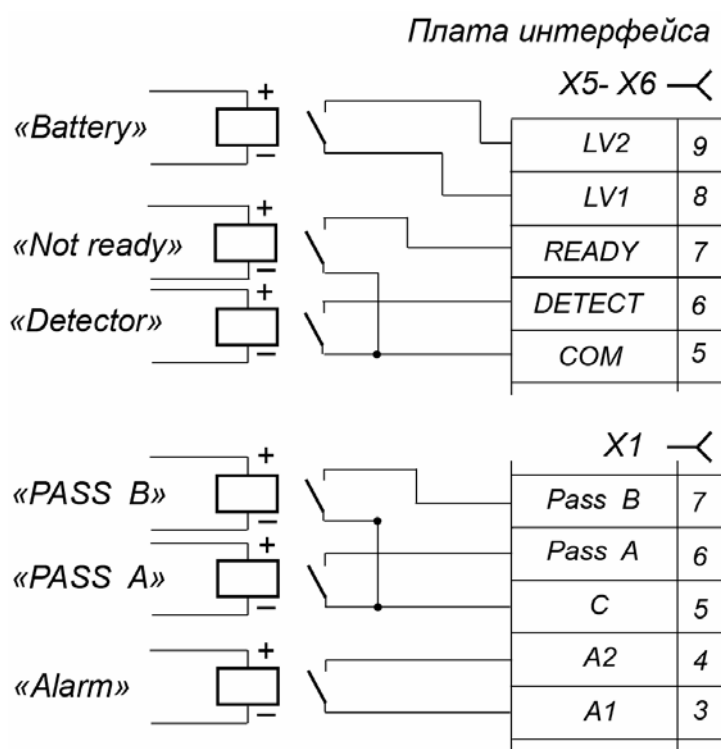 Плата интерфейса
X5- X6
«Battery» + − LV2 9
LV1 8
«Not ready» + − READY 7
«Detector» + − DETECT 6
COM 5
X1
«PASS B» + − Pass B 7
«PASS A» + − Pass A 6
C 5
«Alarm» + − A2 4
A1 3